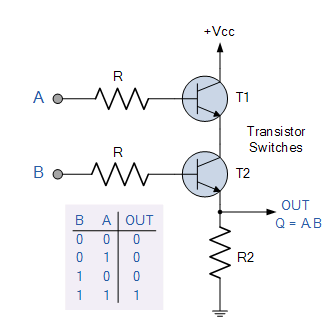 +Vcc
R
A
T1
Transistor
Switches
R
B
T2
OUT
Q = A B
B A OUT
0 0 0
0 1 0
1 0 0
1 1 1
R2